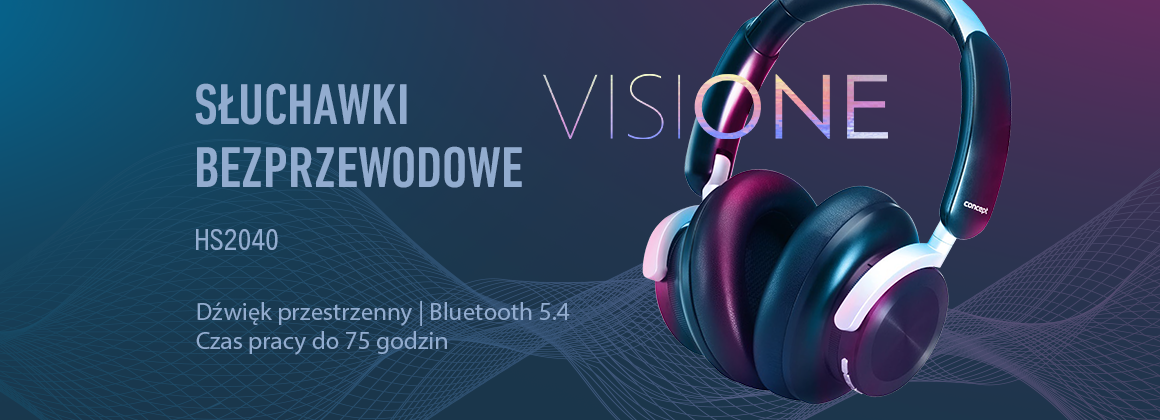 SŁUCHAWKI
BEZPRZEWODOWE
VISIONE
HS2040
Dźwięk przestrzenny | Bluetooth 5.4
Czas pracy do 75 godzin
concept